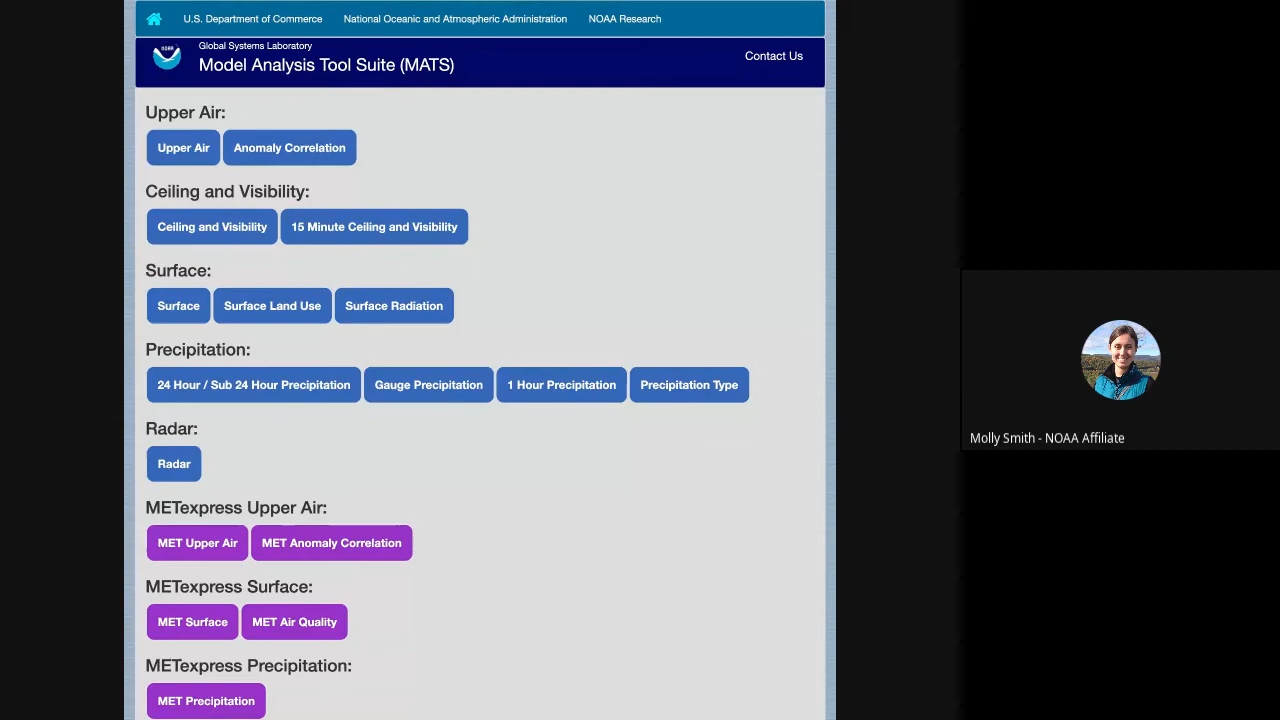 U.S. Department of Commerce National Oceanic and Atmospheric Administration NOAA Research
NOAA
Global Systems Laboratory
Model Analysis Tool Suite (MATS)
Contact Us
Upper Air:
Upper Air Anomaly Correlation
Ceiling and Visibility:
Ceiling and Visibility 15 Minute Ceiling and Visibility
Surface:
Surface Surface Land Use Surface Radiation
Precipitation:
24 Hour / Sub 24 Hour Precipitation Gauge Precipitation 1 Hour Precipitation Precipitation Type
Radar:
Radar
METexpress Upper Air:
MET Upper Air MET Anomaly Correlation
METexpress Surface:
MET Surface MET Air Quality
METexpress Precipitation:
MET Precipitation
Molly Smith - NOAA Affiliate